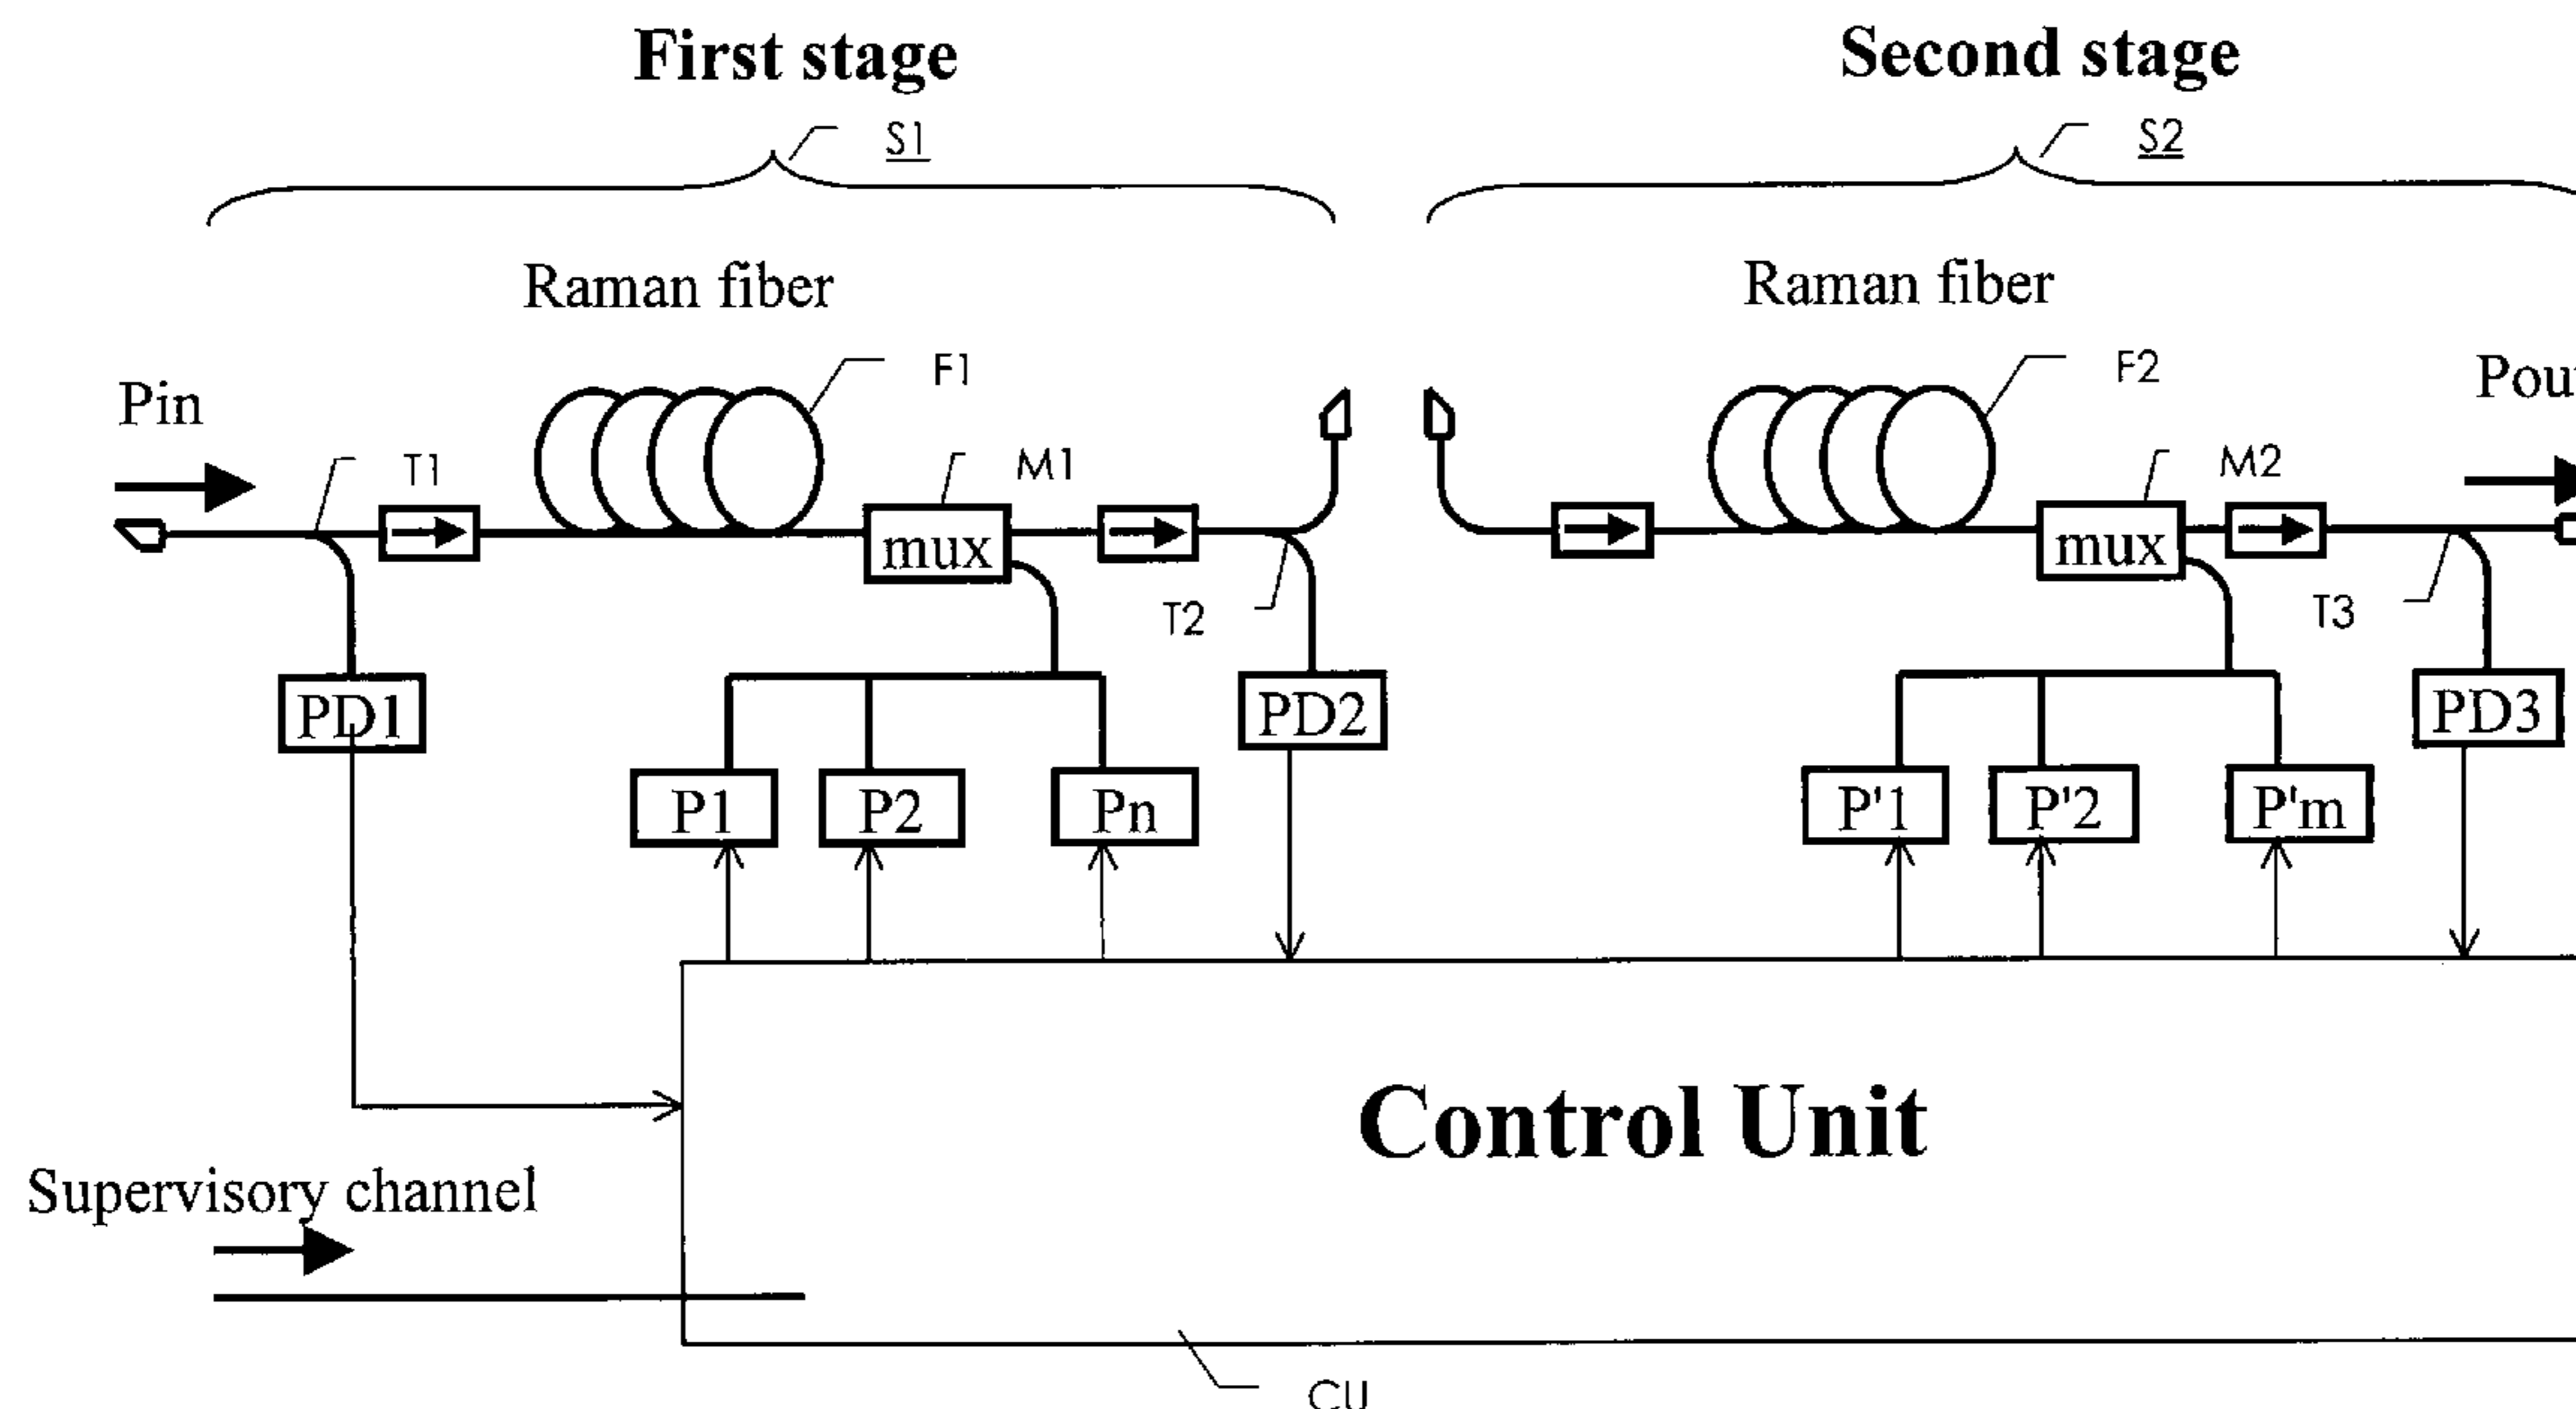 First stage
Second stage
S1
S2
Raman fiber
Raman fiber
F1
F2
Pin
Pout
T1
M1
M2
mux
mux
T2
T3
PD1
PD2
PD3
P1
P2
Pn
P'1
P'2
P'm
Control Unit
Supervisory channel
CU